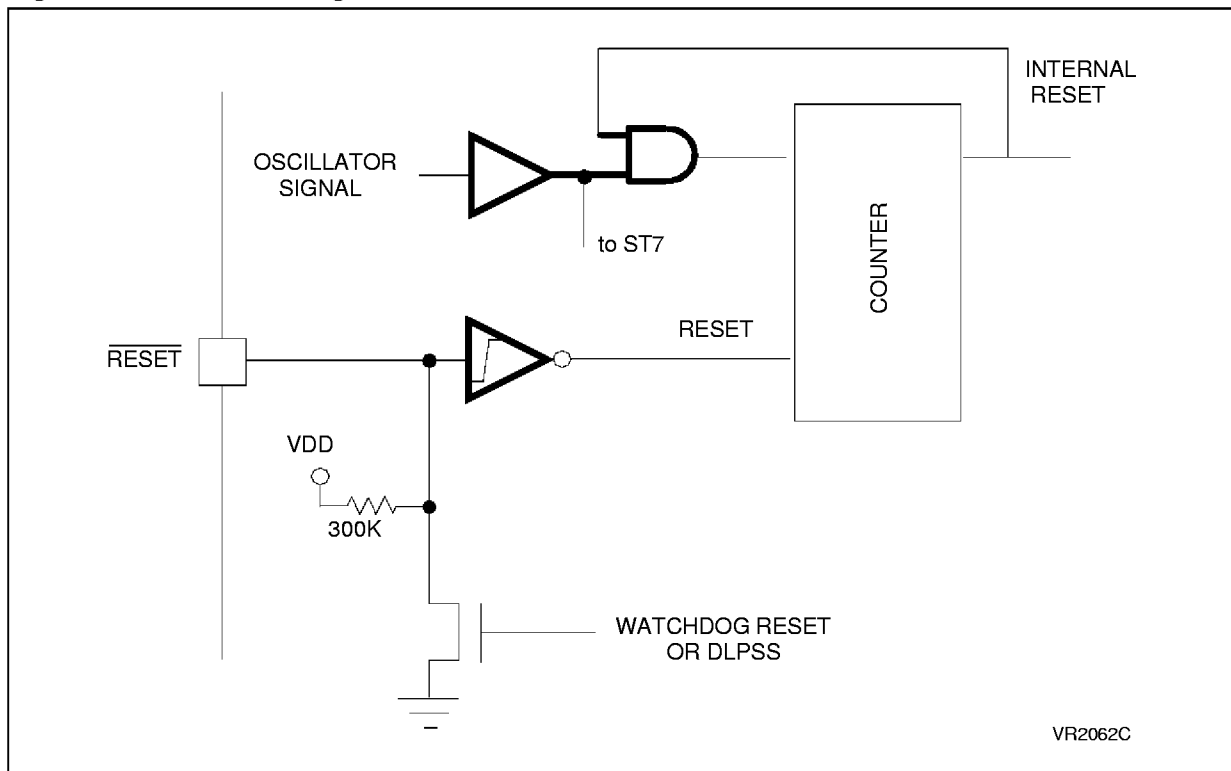 INTERNAL
RESET
OSCILLATOR
SIGNAL
to ST7
COUNTER
RESET
RESET
VDD
300K
WATCHDOG RESET
OR DLPSS
VR2062C